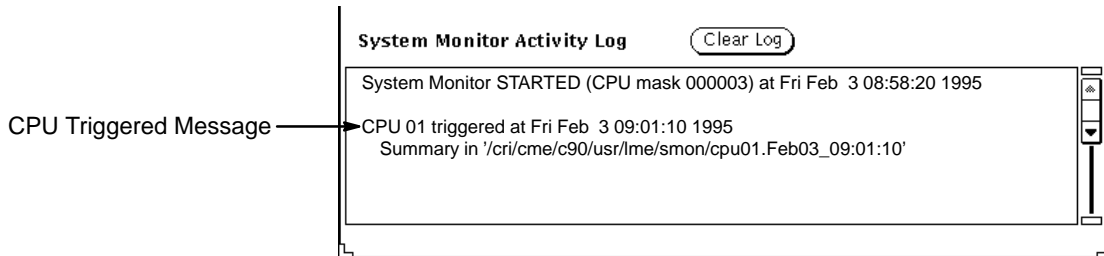 System Monitor Activity Log Clear Log
System Monitor STARTED (CPU mask 000003) at Fri Feb 3 08:58:20 1995
CPU Triggered Message
CPU 01 triggered at Fri Feb 3 09:01:10 1995
Summary in '/cri/cme/c90/usr/lme/smon/cpu01.Feb03_09:01:10’